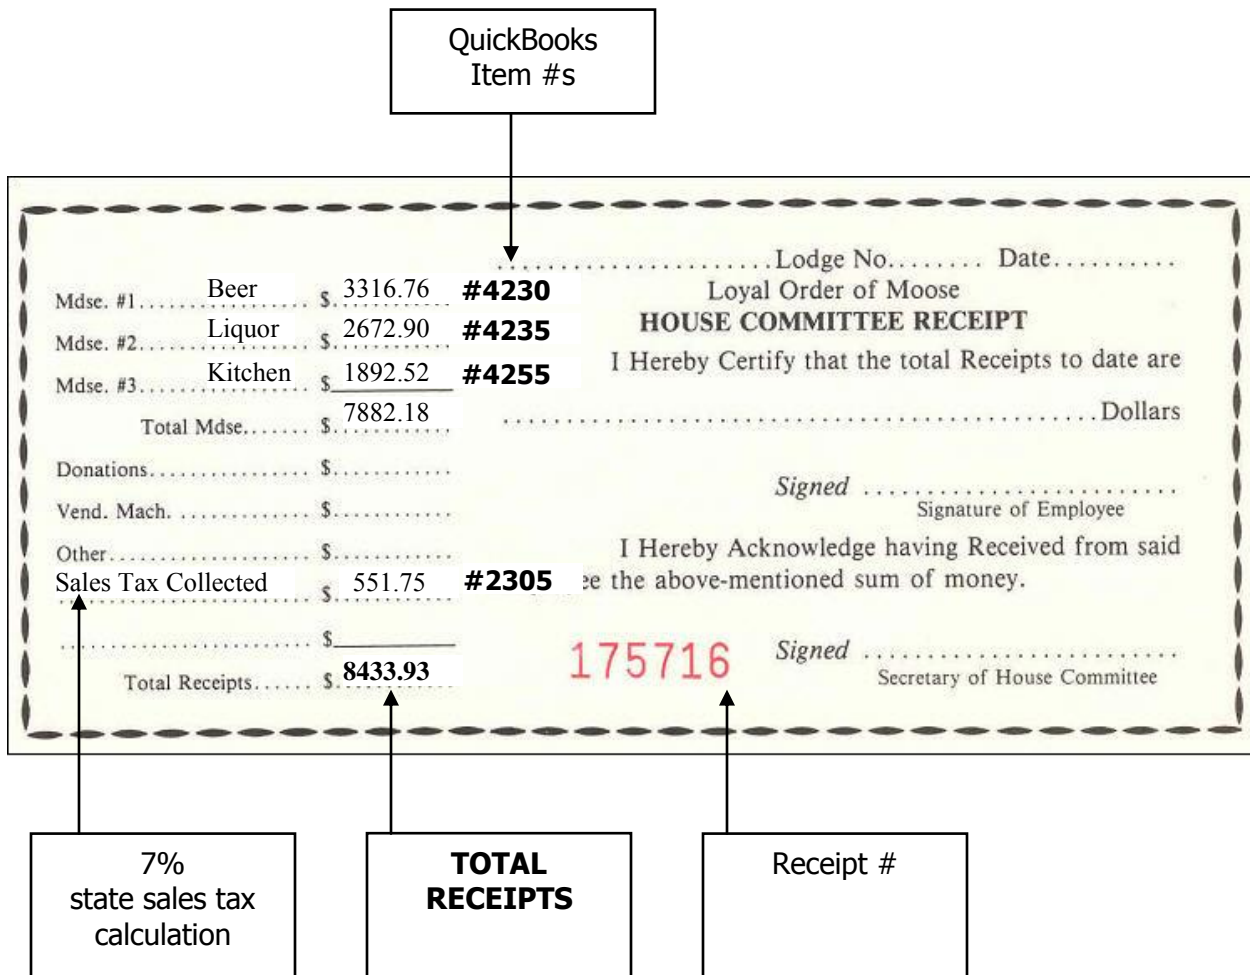 QuickBooks
Item #s
.......................Lodge No........ Date..........
Mdse. #1 Beer $ 3316.76 #4230
Loyal Order of Moose
Mdse. #2 Liquor $ 2672.90 #4235
HOUSE COMMITTEE RECEIPT
Mdse. #3 Kitchen $ 1892.52 #4255
I Hereby Certify that the total Receipts to date are
Total Mdse....... $ 7882.18
..................................................Dollars
Donations................ $............
Signed ..........................
Vend. Mach. ............. $............
Signature of Employee
Other.................... $............
I Hereby Acknowledge having Received from said
Sales Tax Collected $ 551.75 #2305
ee the above-mentioned sum of money.
$
175716
Signed ..........................
Total Receipts...... $ 8433.93
Secretary of House Committee
7%
state sales tax
calculation
TOTAL
RECEIPTS
Receipt #